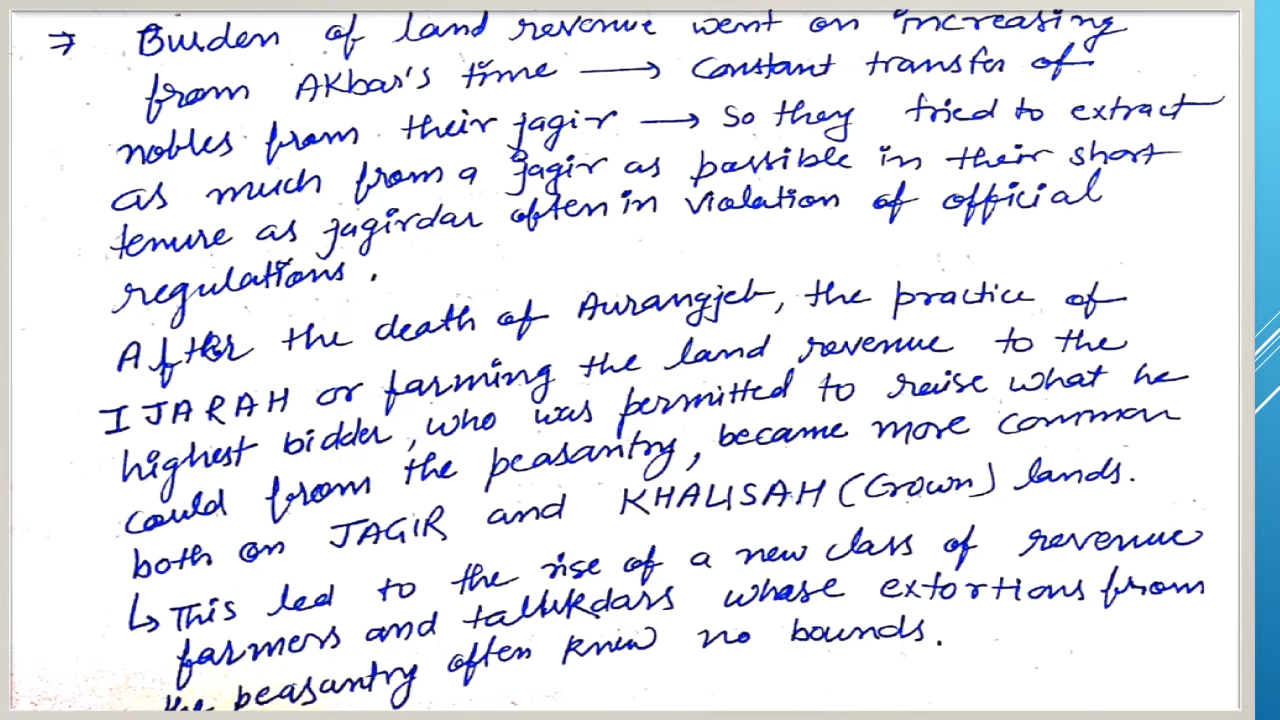 ⇒ Burden of land revenue went on increasing
from AKbar's time → Constant transfer of
nobles from their jagir → So they tried to extract
as much from a jagir as possible in their short
tenure as jagirdar often in violation of official
regulations.
After the death of Aurangjeb, the practice of
IJARAH or farming the land revenue to the
highest bidder, who was permitted to raise what he
could from the peasantry, became more common
both on JAGIR and KHALISAH (Crown) lands.
↳ This led to the rise of a new class of revenue
farmers and talukdars whose extortions from
the peasantry often knew no bounds.